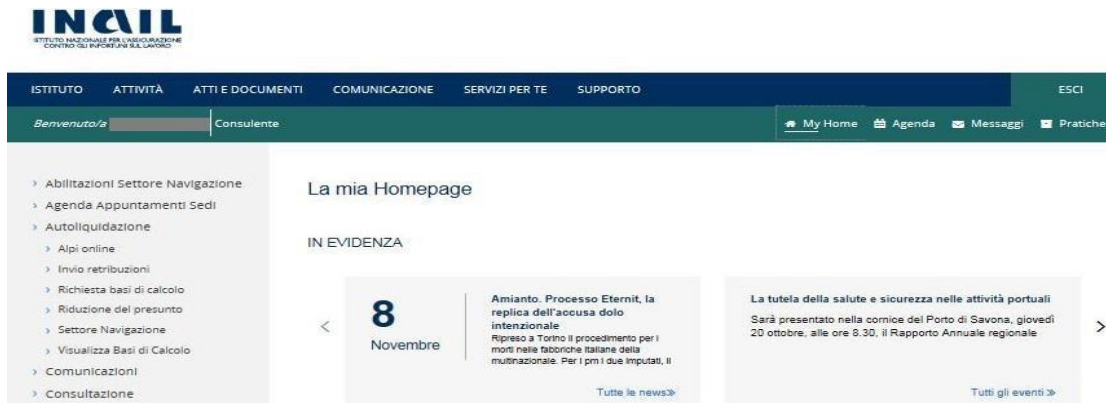 INAIL
ISTITUTO NAZIONALE PER L'ASSICURAZIONE
CONTRO GLI INFORTUNI SUL LAVORO
ISTITUTO ATTIVITÀ ATTI E DOCUMENTI COMUNICAZIONE SERVIZI PER TE SUPPORTO ESCI
Benvenuto/a Consulente My Home Agenda Messaggi Pratiche
Abilitazioni Settore Navigazione
Agenda Appuntamenti Sedi
Autoliquidazione
Alpi online
Invio retribuzioni
Richiesta basi di calcolo
Riduzione del presunto
Settore Navigazione
Visualizza Basi di Calcolo
Comunicazioni
Consultazione
La mia Homepage
IN EVIDENZA
8
Novembre
Amianto. Processo Eternit, la
replica dell'accusa dolo
intenzionale
Ripreso a Torino il procedimento per i
morti nelle fabbriche italiane della
multinazionale. Per i pm i due imputati, il
Tutte le news
La tutela della salute e sicurezza nelle attività portuali
Sarà presentato nella cornice del Porto di Savona, giovedì
20 ottobre, alle ore 8.30, il Rapporto Annuale regionale
Tutti gli eventi